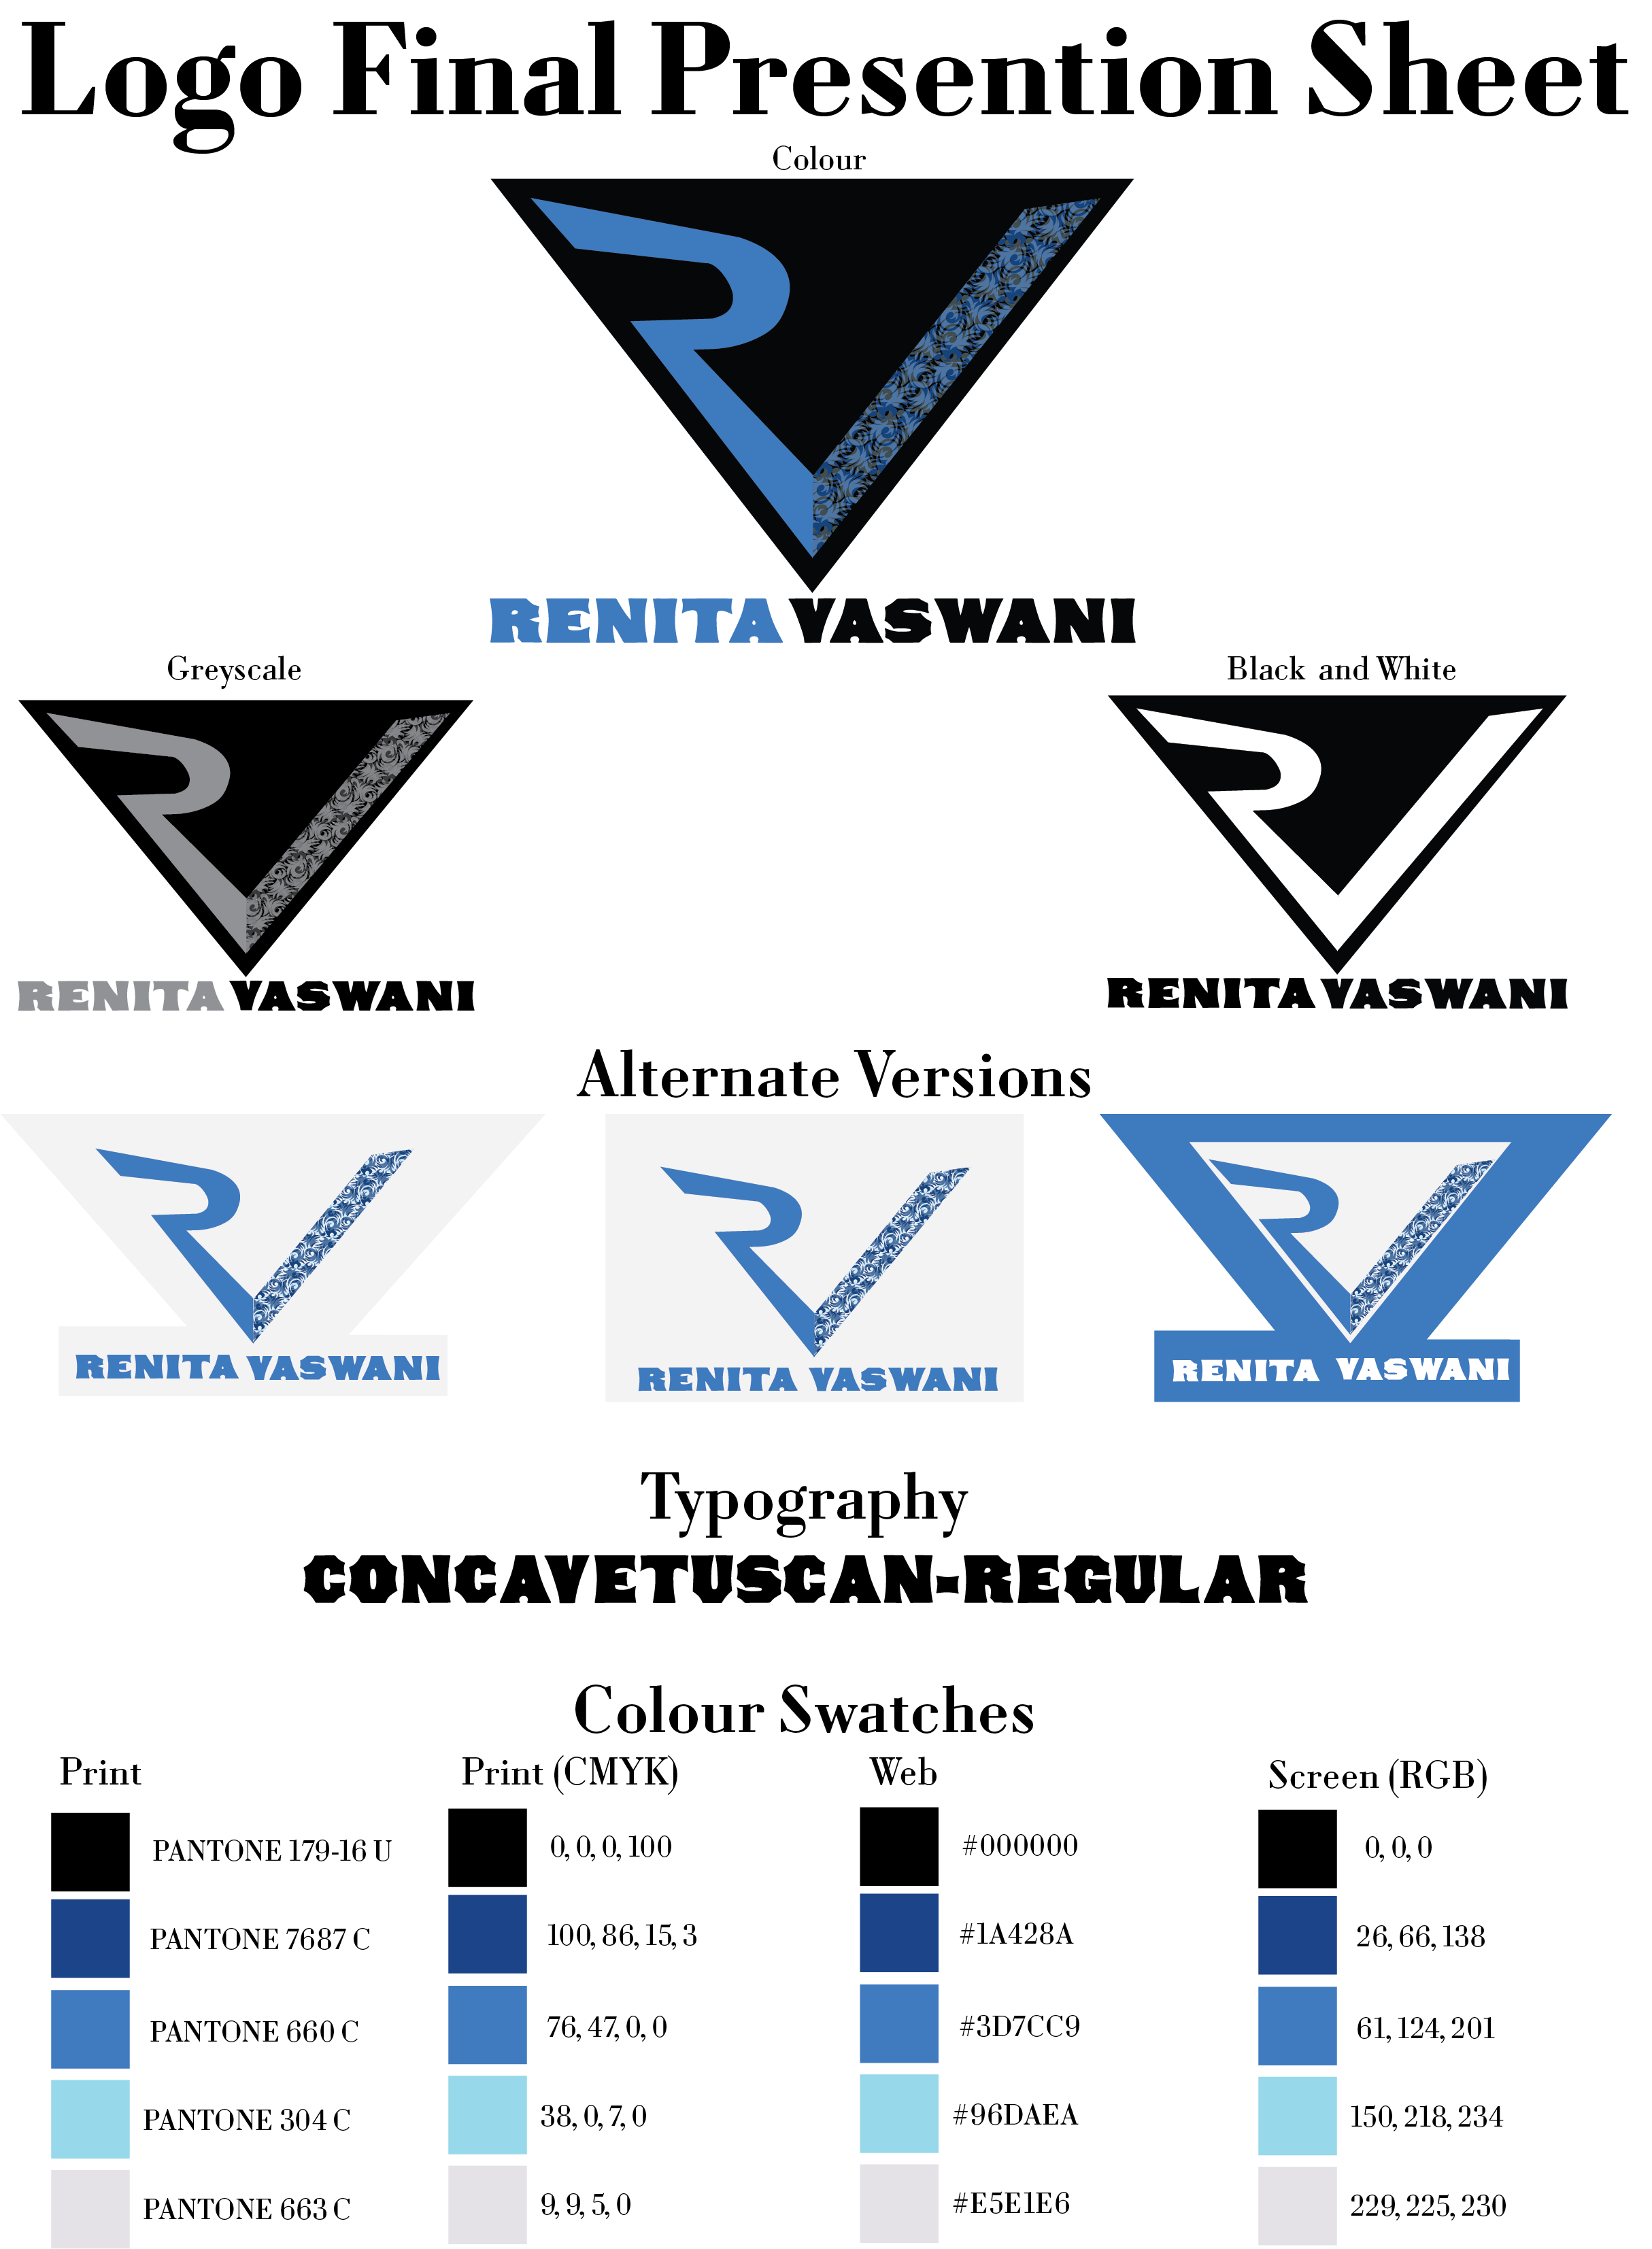 Logo Final Presention Sheet
Colour
RENITA VASWANI
Greyscale
Black and White
RENITA VASWANI
RENITA VASWANI
Alternate Versions
RENITA VASWANI
RENITA VASWANI
RENITA VASWANI
Typography
CONCAVETUSCAN-REGULAR
Colour Swatches
Print
Print (CMYK)
Web
Screen (RGB)
PANTONE 179-16 U
0, 0, 0, 100
#000000
0, 0, 0
PANTONE 7687 C
100, 86, 15, 3
#1A428A
26, 66, 138
PANTONE 660 C
76, 47, 0, 0
#3D7CC9
61, 124, 201
PANTONE 304 C
38, 0, 7, 0
#96DAEA
150, 218, 234
PANTONE 663 C
9, 9, 5, 0
#E5E1E6
229, 225, 230